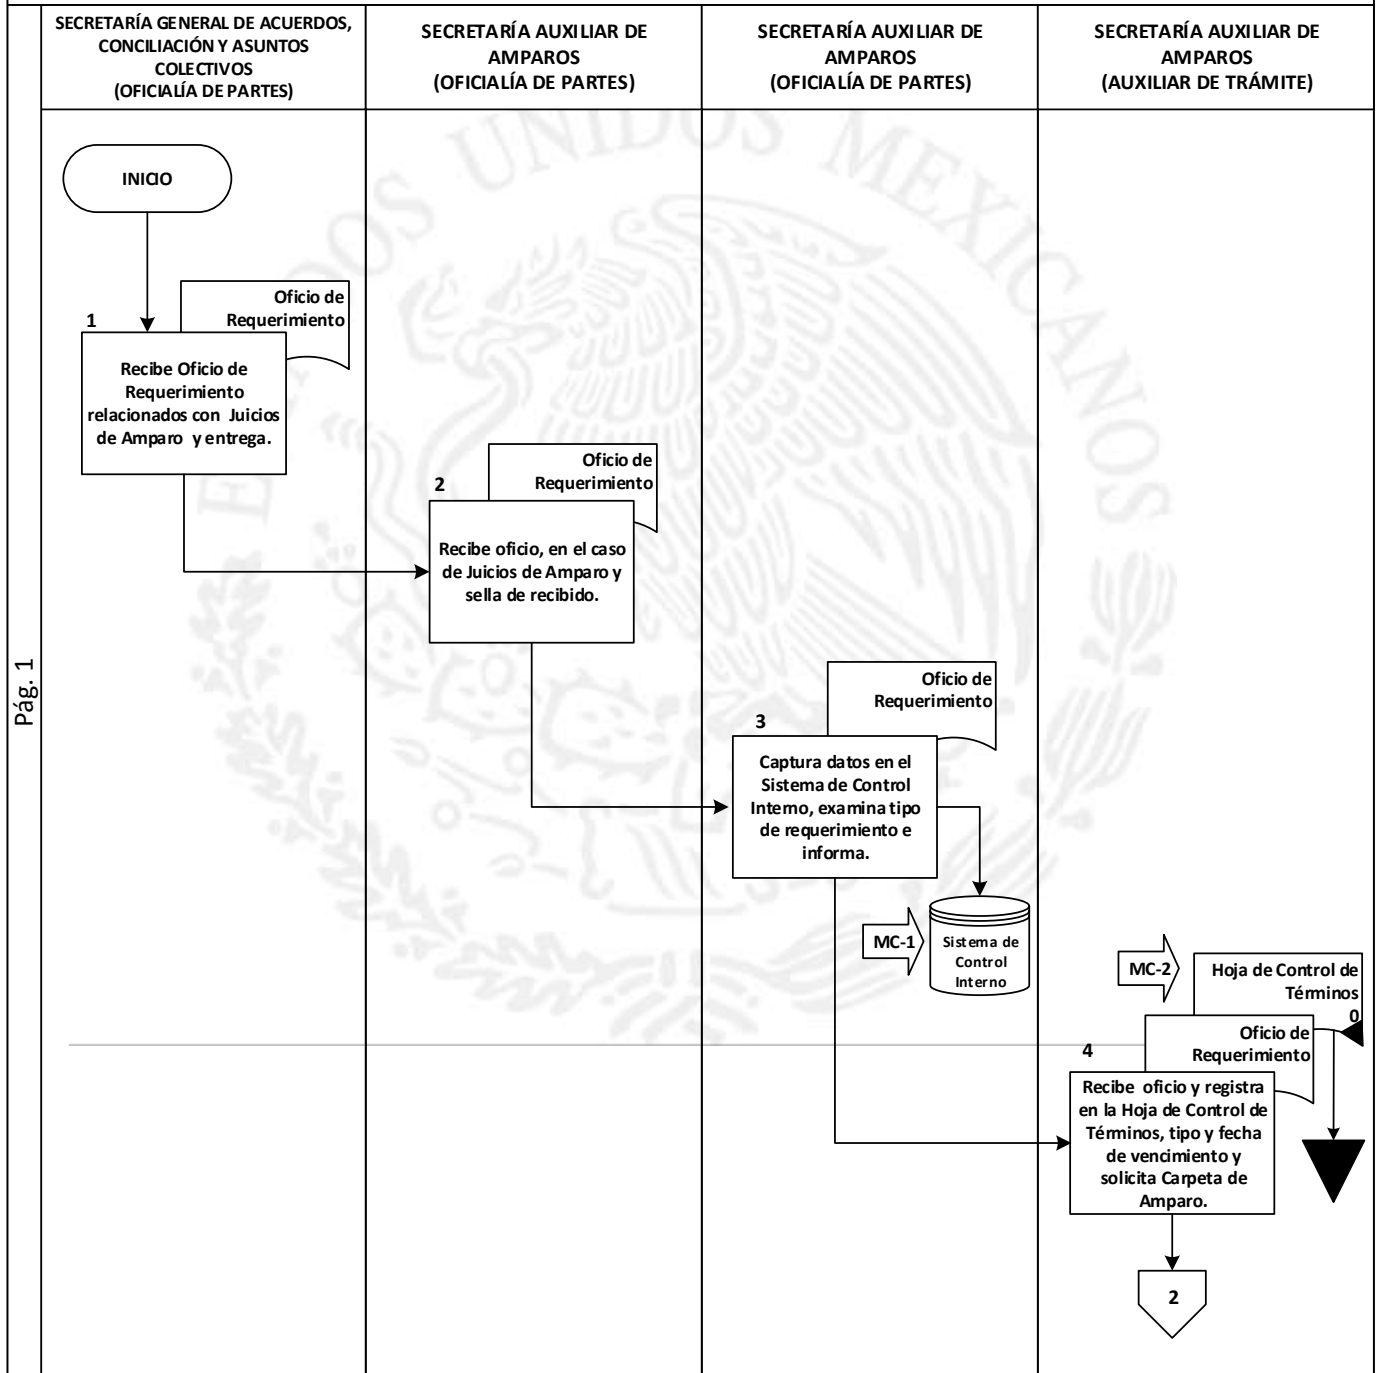 SECRETARÍA GENERAL DE ACUERDOS,
CONCILIACIÓN Y ASUNTOS
COLECTIVOS
(OFICIALÍA DE PARTES)
SECRETARÍA AUXILIAR DE
AMPAROS
(OFICIALÍA DE PARTES)
SECRETARÍA AUXILIAR DE
AMPAROS
(OFICIALÍA DE PARTES)
SECRETARÍA AUXILIAR DE
AMPAROS
(AUXILIAR DE TRÁMITE)
Pág. 1
ESTADOS UNIDOS MEXICANOS
INICIO
Oficio de
Requerimiento
1
Recibe Oficio de
Requerimiento
relacionados con Juicios
de Amparo y entrega.
Oficio de
Requerimiento
2
Recibe oficio, en el caso
de Juicios de Amparo y
sella de recibido.
Oficio de
Requerimiento
3
Captura datos en el
Sistema de Control
Interno, examina tipo
de requerimiento e
informa.
MC-1
Sistema de
Control
Interno
MC-2
Hoja de Control de
Términos
0
Oficio de
Requerimiento
4
Recibe oficio y registra
en la Hoja de Control de
Términos, tipo y fecha
de vencimiento y
solicita Carpeta de
Amparo.
2